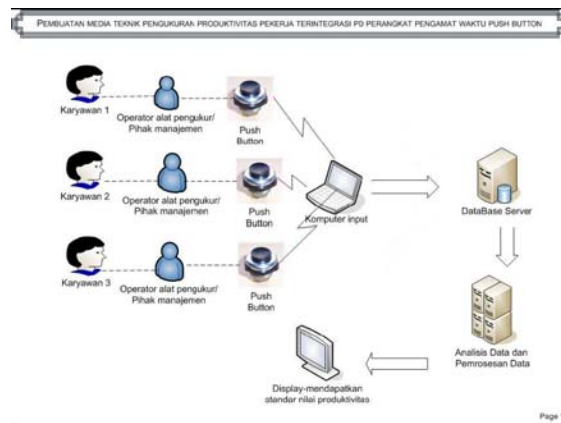 PEMBUATAN MEDIA TEKNIK PENGUKURAN PRODUKTIVITAS PEKERJA TERINTEGRASI PD PERANGKAT PENGAMAT WAKTU PUSH BUTTON
Karyawan 1
Operator alat pengukur/
Pihak manajemen
Push
Button
Karyawan 2
Operator alat pengukur/
Pihak manajemen
Push
Button
Komputer input
DataBase Server
Karyawan 3
Operator alat pengukur/
Pihak manajemen
Push
Button
Analisis Data dan
Pemrosesan Data
Display-mendapatkan
standar nilai produktivitas
Page